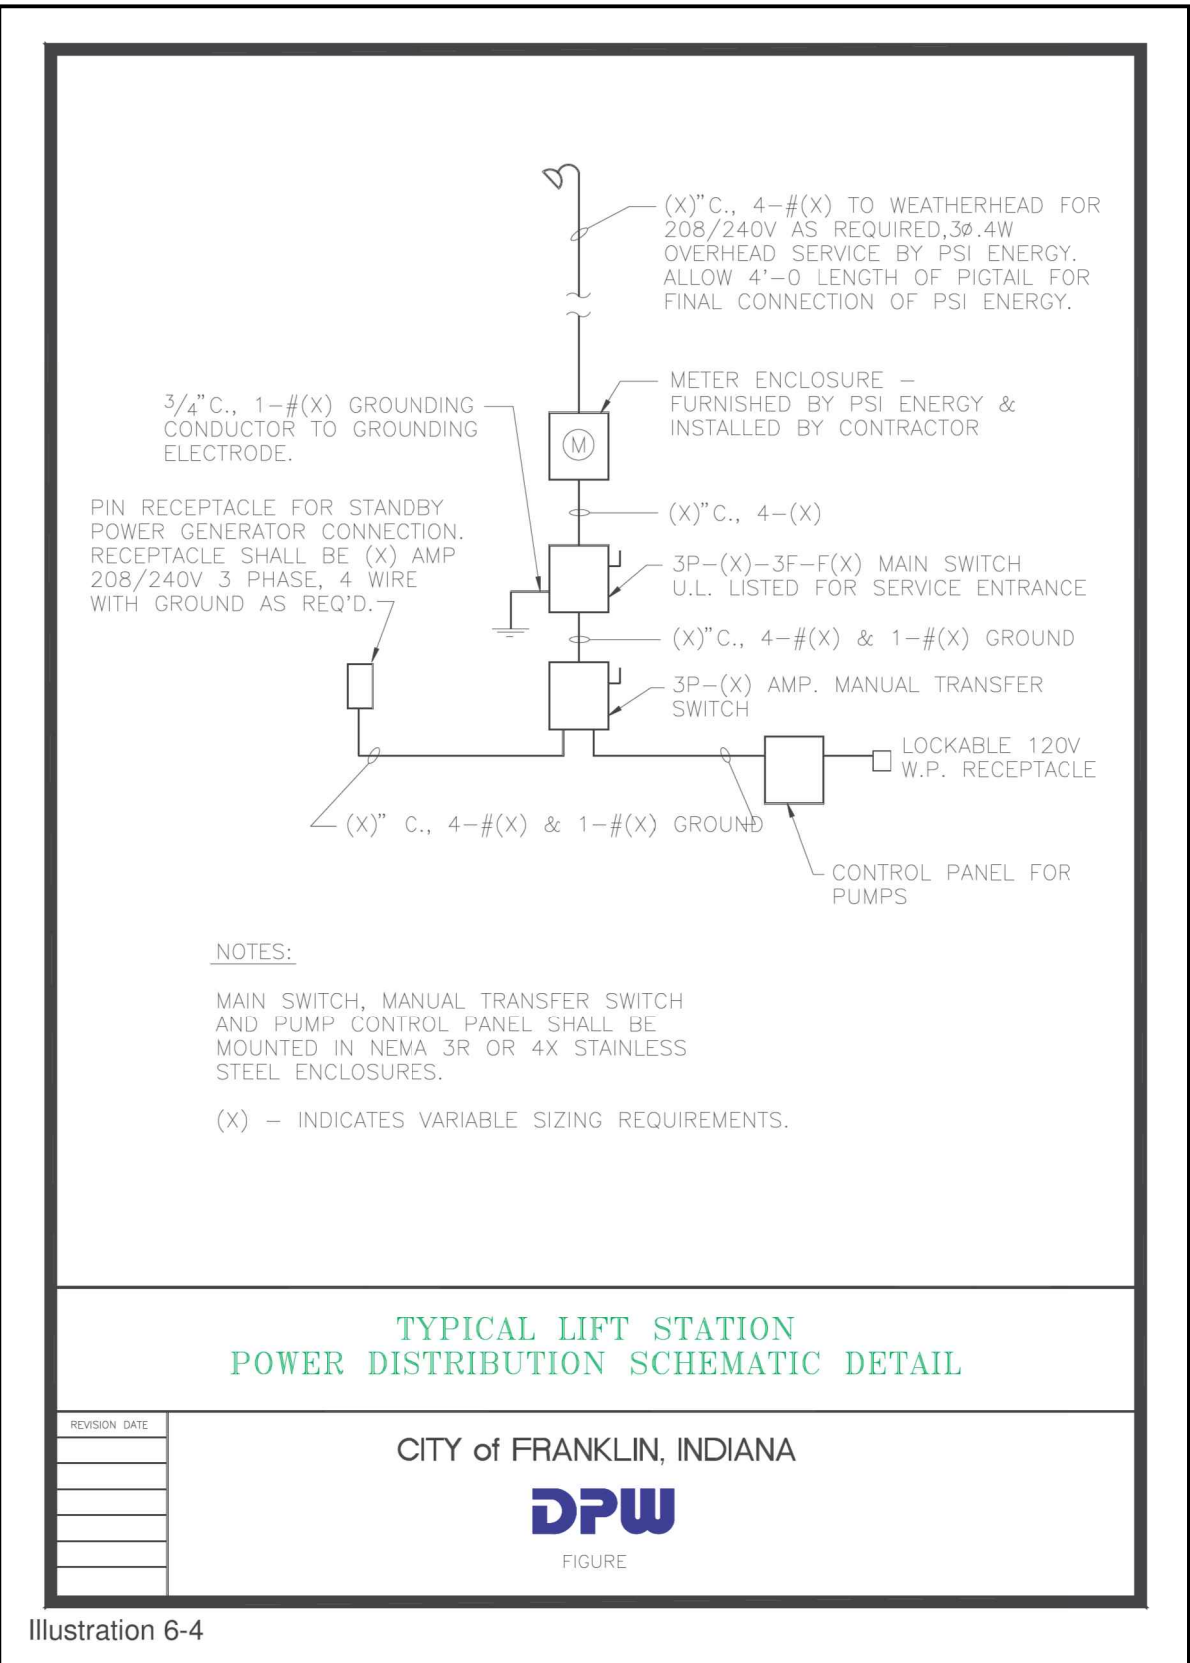 (X)"C., 4-#(X) TO WEATHERHEAD FOR
208/240V AS REQUIRED,3ø.4W
OVERHEAD SERVICE BY PSI ENERGY.
ALLOW 4'-0 LENGTH OF PIGTAIL FOR
FINAL CONNECTION OF PSI ENERGY.
METER ENCLOSURE -
FURNISHED BY PSI ENERGY &
INSTALLED BY CONTRACTOR
3/4"C., 1-#(X) GROUNDING
CONDUCTOR TO GROUNDING
ELECTRODE.
M
PIN RECEPTACLE FOR STANDBY
POWER GENERATOR CONNECTION.
RECEPTACLE SHALL BE (X) AMP
208/240V 3 PHASE, 4 WIRE
WITH GROUND AS REQ'D.
(X)"C., 4-(X)
3P-(X)-3F-F(X) MAIN SWITCH
U.L. LISTED FOR SERVICE ENTRANCE
(X)"C., 4-#(X) & 1-#(X) GROUND
3P-(X) AMP. MANUAL TRANSFER
SWITCH
LOCKABLE 120V
W.P. RECEPTACLE
(X)" C., 4-#(X) & 1-#(X) GROUND
CONTROL PANEL FOR
PUMPS
NOTES:
MAIN SWITCH, MANUAL TRANSFER SWITCH
AND PUMP CONTROL PANEL SHALL BE
MOUNTED IN NEMA 3R OR 4X STAINLESS
STEEL ENCLOSURES.
(X) - INDICATES VARIABLE SIZING REQUIREMENTS.
TYPICAL LIFT STATION
POWER DISTRIBUTION SCHEMATIC DETAIL
REVISION DATE
CITY of FRANKLIN, INDIANA
DPW
FIGURE
Illustration 6-4